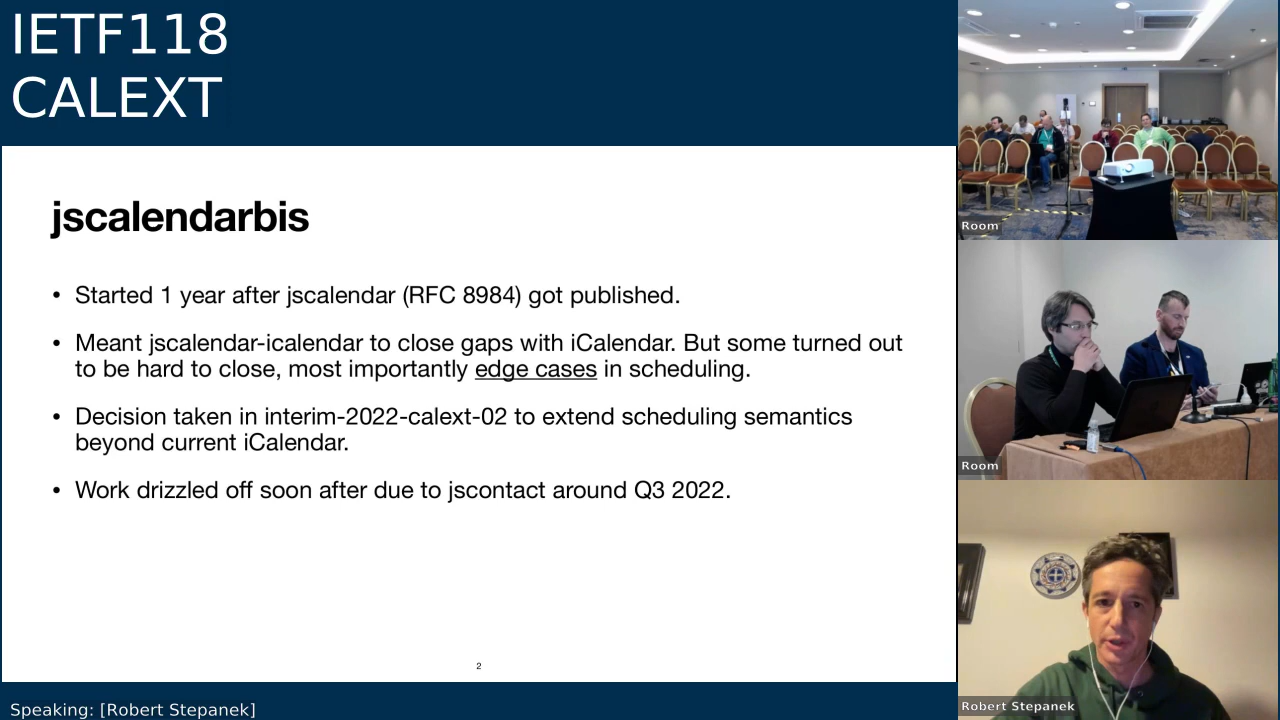 IETF118
CALEXT
jscalendarbis
• Started 1 year after jscalendar (RFC 8984) got published.
• Meant jscalendar-icalendar to close gaps with iCalendar. But some turned out
to be hard to close, most importantly edge cases in scheduling.
• Decision taken in interim-2022-calext-02 to extend scheduling semantics
beyond current iCalendar.
• Work drizzled off soon after due to jscontact around Q3 2022.
2
Speaking: [Robert Stepanek]
Room
Room
Robert Stepanek